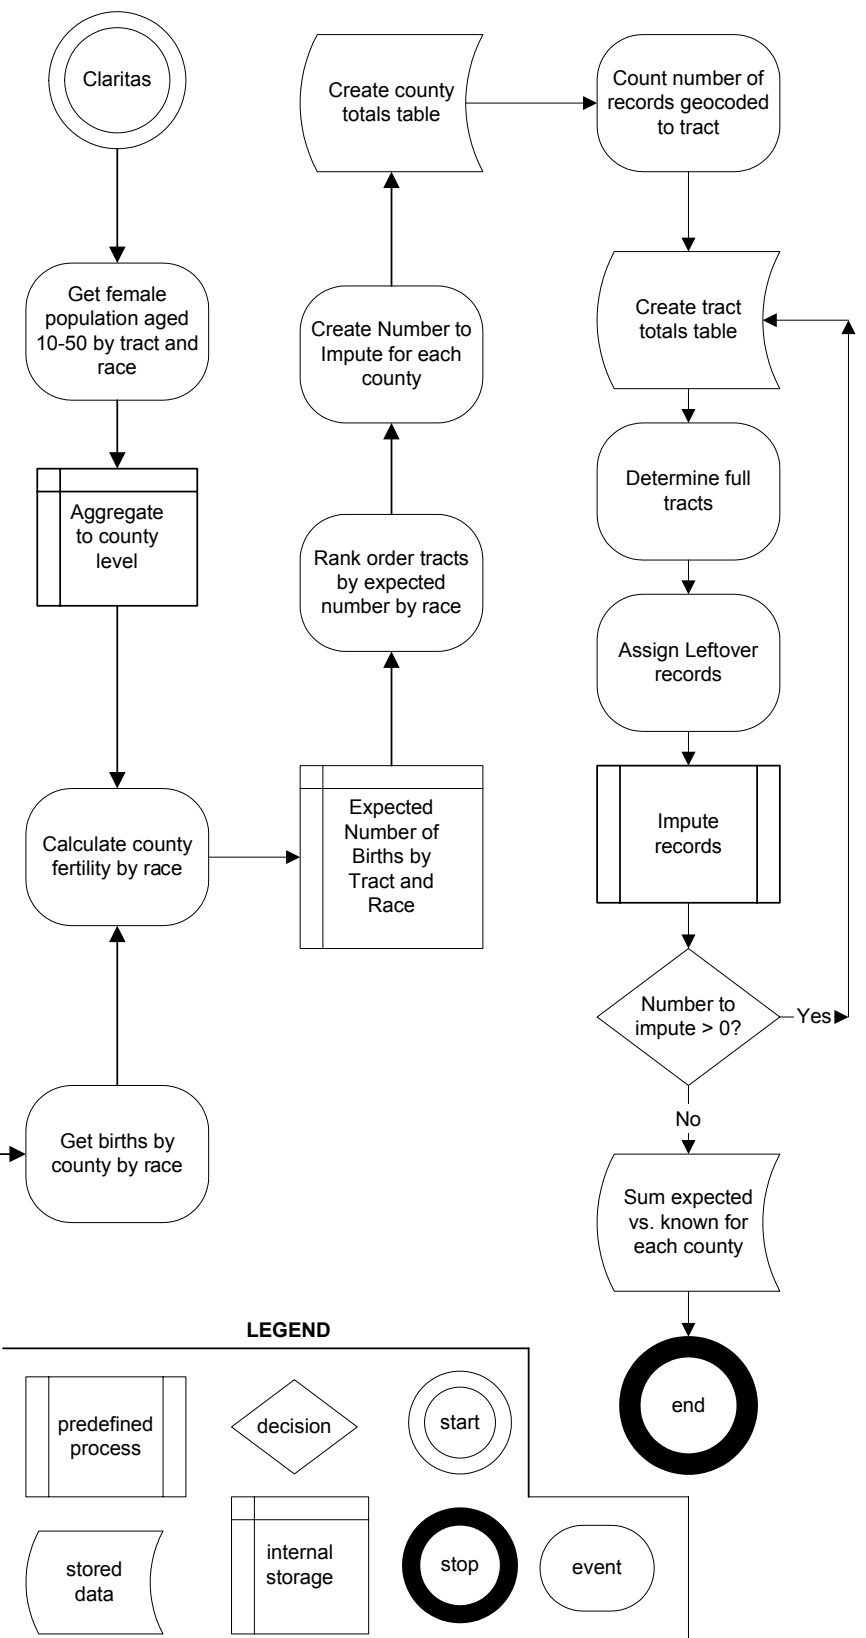 Claritas
Get female
population aged
10-50 by tract and
race
Aggregate
to county
level
Calculate county
fertility by race
Get births by
county by race
Create county
totals table
Create Number to
Impute for each
county
Rank order tracts
by expected
number by race
Expected
Number of
Births by
Tract and
Race
Count number of
records geocoded
to tract
Create tract
totals table
Determine full
tracts
Assign Leftover
records
Impute
records
Number to
impute > 0?
Yes
No
Sum expected
vs. known for
each county
end
LEGEND
predefined
process
decision
start
stored
data
internal
storage
stop
event